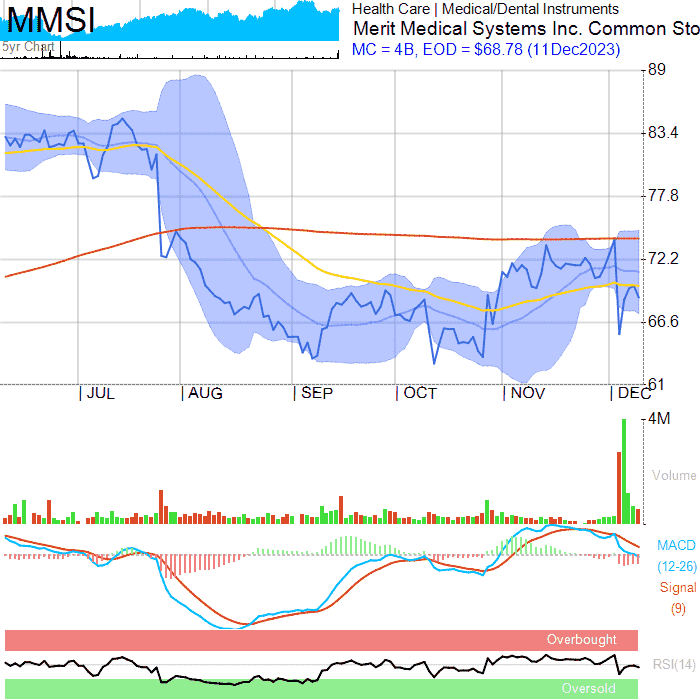 MMSI
5yr Chart
Health Care | Medical/Dental Instruments
Merit Medical Systems Inc. Common Sto
MC = 4B, EOD = $68.78 (11Dec2023)
89
83.4
77.8
72.2
66.6
61
JUL
AUG
SEP
OCT
NOV
DEC
4M
Volume
MACD
(12-26)
Signal
(9)
Overbought
RSI(14)
Oversold